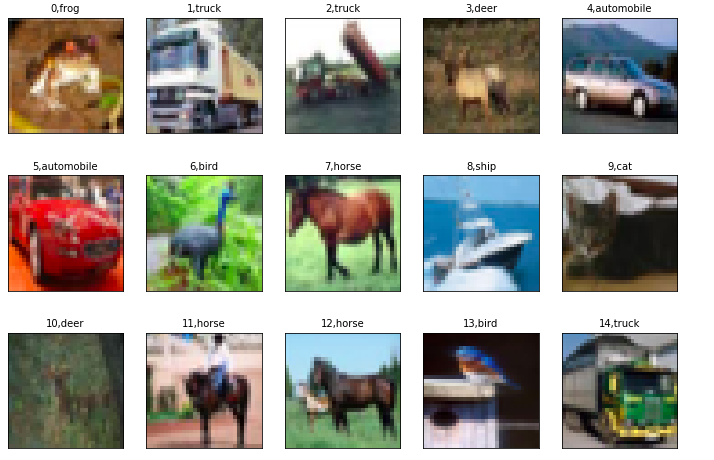 0,frog
1,truck
2,truck
3,deer
4,automobile
5,automobile
6,bird
7,horse
8,ship
9,cat
10,deer
11,horse
12,horse
13,bird
14,truck